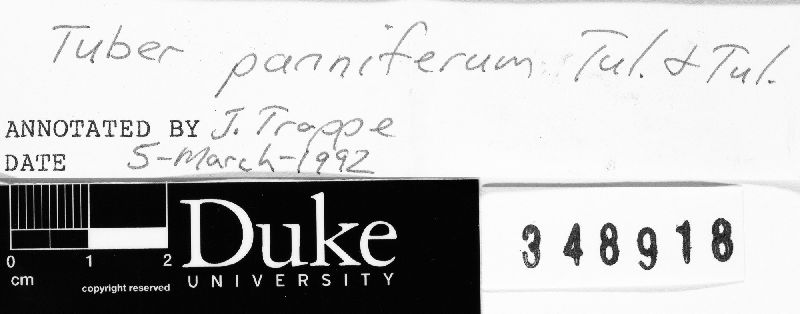 Tuber panniferum Tul. & Tul.
ANNOTATED BY J. Trappe
DATE 5-March-1992
0 1 2
cm
copyright reserved
Duke
UNIVERSITY
348918